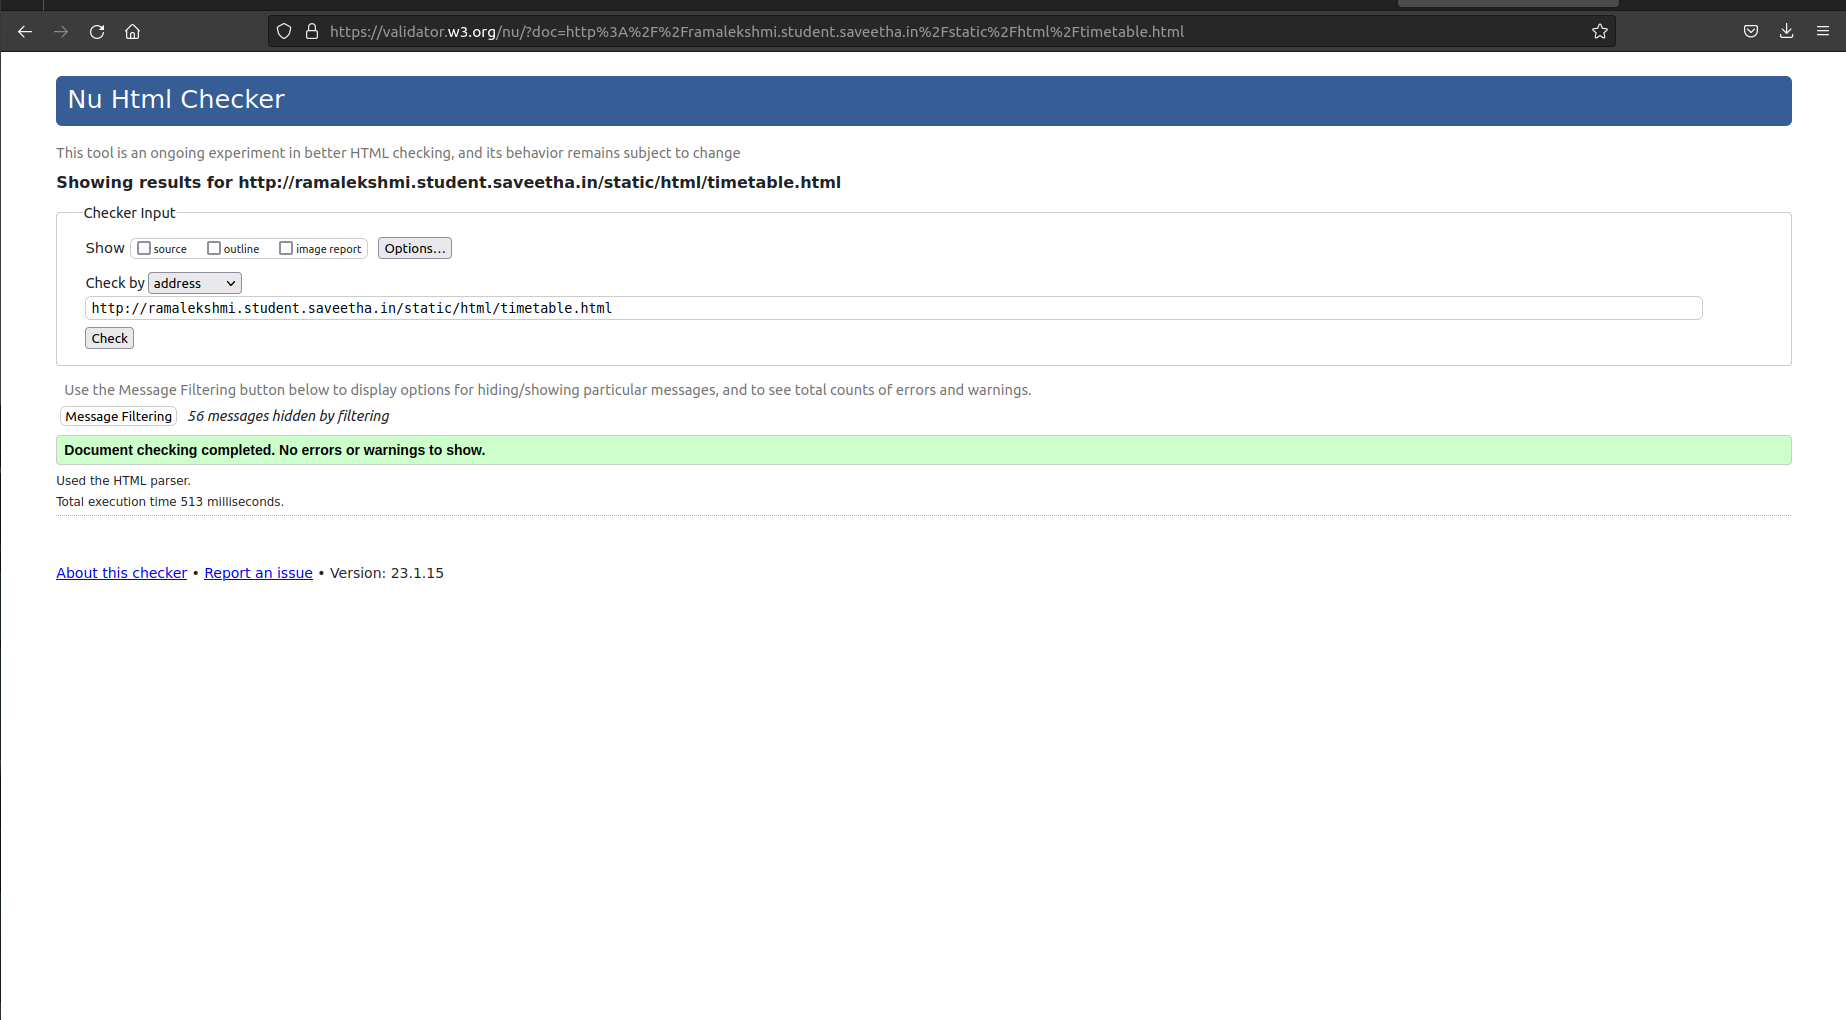 https://validator.w3.org/nu/?doc=http%3A%2F%2Framalekshmi.student.saveetha.in%2Fstatic%2Fhtml%2Ftimetable.html
Nu Html Checker
This tool is an ongoing experiment in better HTML checking, and its behavior remains subject to change
Showing results for http://ramalekshmi.student.saveetha.in/static/html/timetable.html
Checker Input
Show source outline image report Options...
Check by address
http://ramalekshmi.student.saveetha.in/static/html/timetable.html
Check
Use the Message Filtering button below to display options for hiding/showing particular messages, and to see total counts of errors and warnings.
Message Filtering 56 messages hidden by filtering
Document checking completed. No errors or warnings to show.
Used the HTML parser.
Total execution time 513 milliseconds.
About this checker • Report an issue • Version: 23.1.15